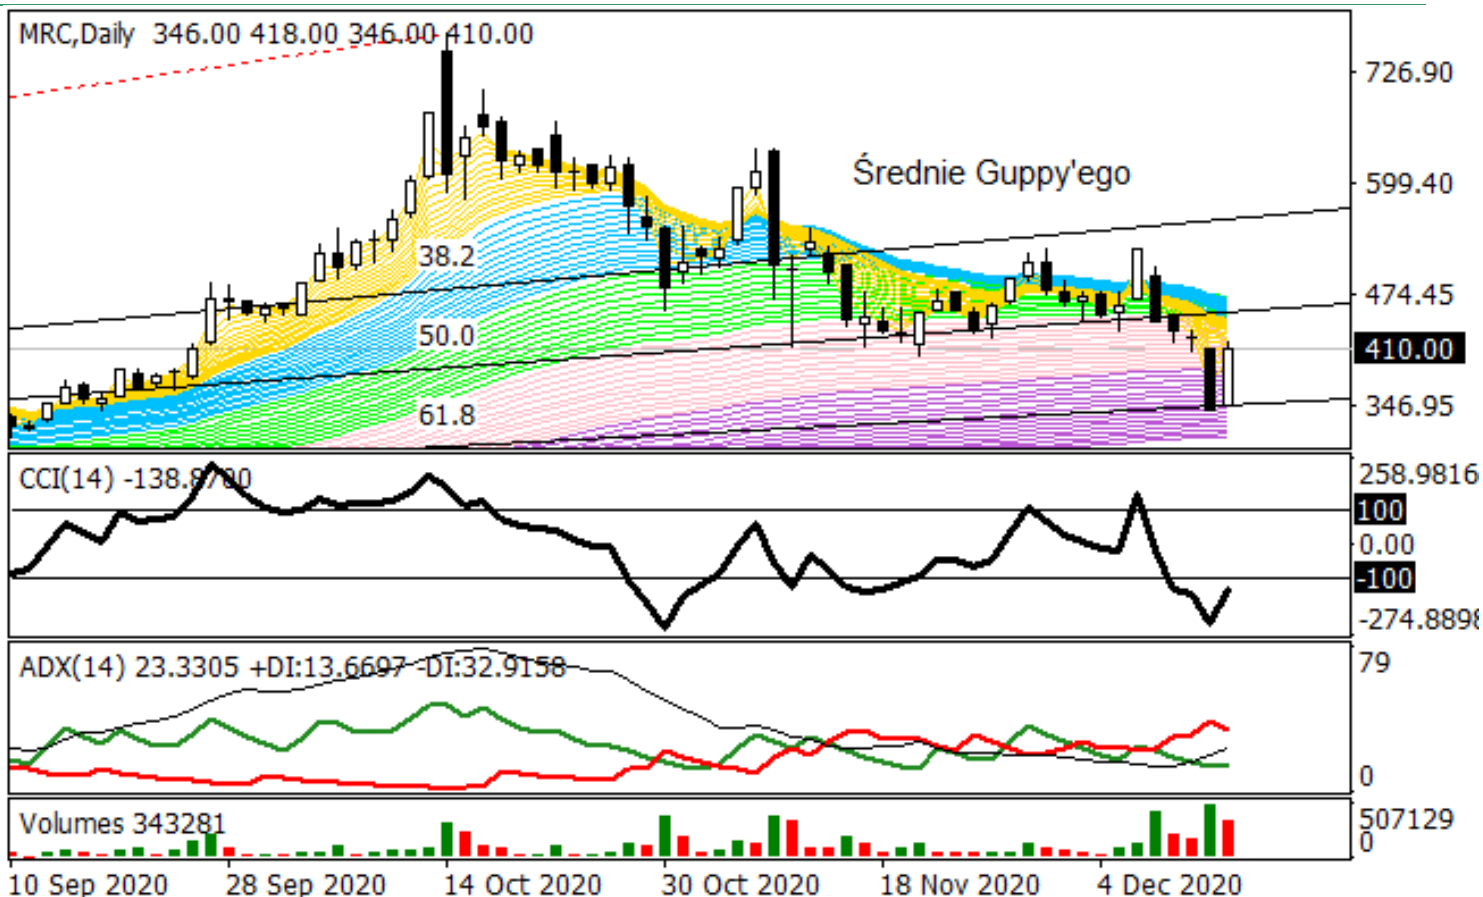 MRC,Daily 346.00 418.00 346.00 410.00
726.90
Średnie Guppy'ego
599.40
38.2
474.45
50.0
410.00
61.8
346.95
CCI(14) -138.8700
258.9816
100
0.00
-100
-274.8898
ADX(14) 23.3305 +DI:13.6697 -DI:32.9158
79
0
Volumes 343281
507129
0
10 Sep 2020 28 Sep 2020 14 Oct 2020 30 Oct 2020 18 Nov 2020 4 Dec 2020